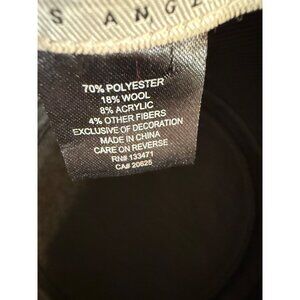 S ANGE
70% POLYESTER
18% WOOL
8% ACRYLIC
4% OTHER FIBERS
EXCLUSIVE OF DECORATION
MADE IN CHINA
CARE ON REVERSE
RN# 133471
CA# 20625